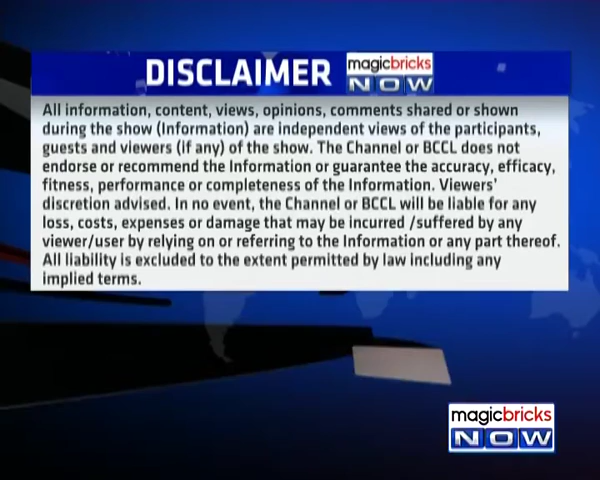 DISCLAIMER magicbricks
NOW
All information, content, views, opinions, comments shared or shown
during the show (Information) are independent views of the participants,
guests and viewers (if any) of the show. The Channel or BCCL does not
endorse or recommend the Information or guarantee the accuracy, efficacy,
fitness, performance or completeness of the Information. Viewers'
discretion advised. In no event, the Channel or BCCL will be liable for any
loss, costs, expenses or damage that may be incurred /suffered by any
viewer/user by relying on or referring to the Information or any part thereof.
All liability is excluded to the extent permitted by law including any
implied terms.
magicbricks
NOW